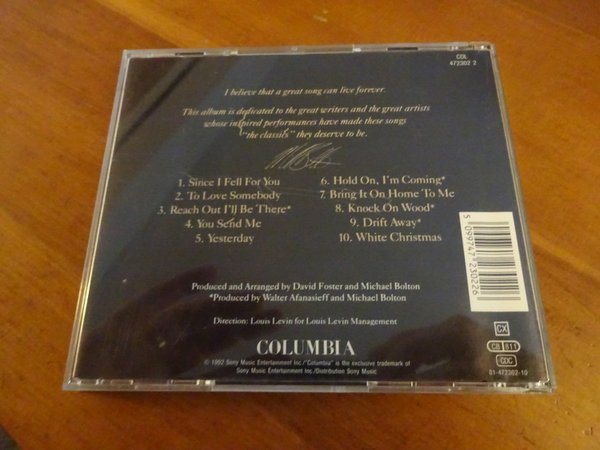 COL
472302 2
I believe that a great song can live forever.
This album is dedicated to the great writers and the great artists
whose inspired performances have made these songs
"the classics" they deserve to be.
1. Since I Fell For You
2. To Love Somebody
3. Reach Out I'll Be There*
4. You Send Me
5. Yesterday
6. Hold On, I'm Coming*
7. Bring It On Home To Me
8. Knock On Wood*
9. Drift Away*
10. White Christmas
5 099747 230226
Produced and Arranged by David Foster and Michael Bolton
*Produced by Walter Afanasieff and Michael Bolton
Direction: Louis Levin for Louis Levin Management
CX
CB 811
GDC
01-472302-10
COLUMBIA
© 1992 Sony Music Entertainment Inc./"Columbia" is the exclusive trademark of
Sony Music Entertainment Inc./Distribution Sony Music